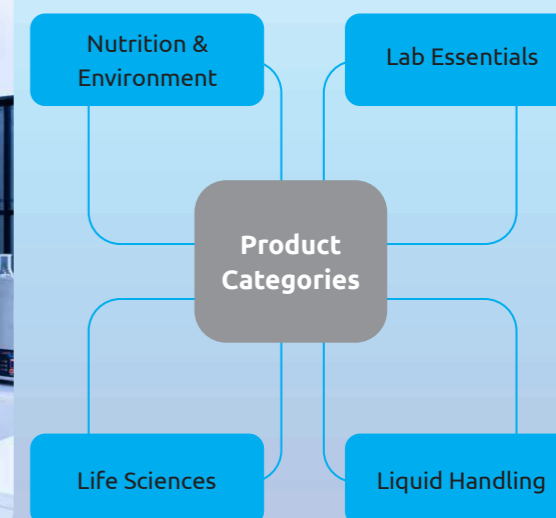 Nutrition &
Environment
Lab Essentials
Product
Categories
Life Sciences
Liquid Handling